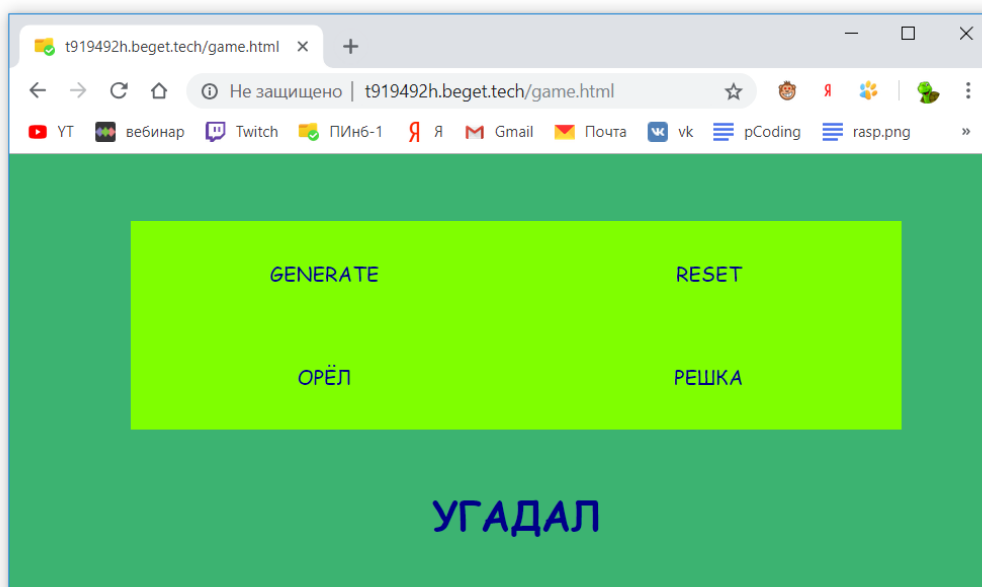 t919492h.beget.tech/game.html
Не защищено | t919492h.beget.tech/game.html Я
YT вебинар Twitch ПИнб-1 Я Я Gmail Почта vk pCoding rasp.png »
GENERATE RESET
ОРЁЛ РЕШКА
УГАДАЛ